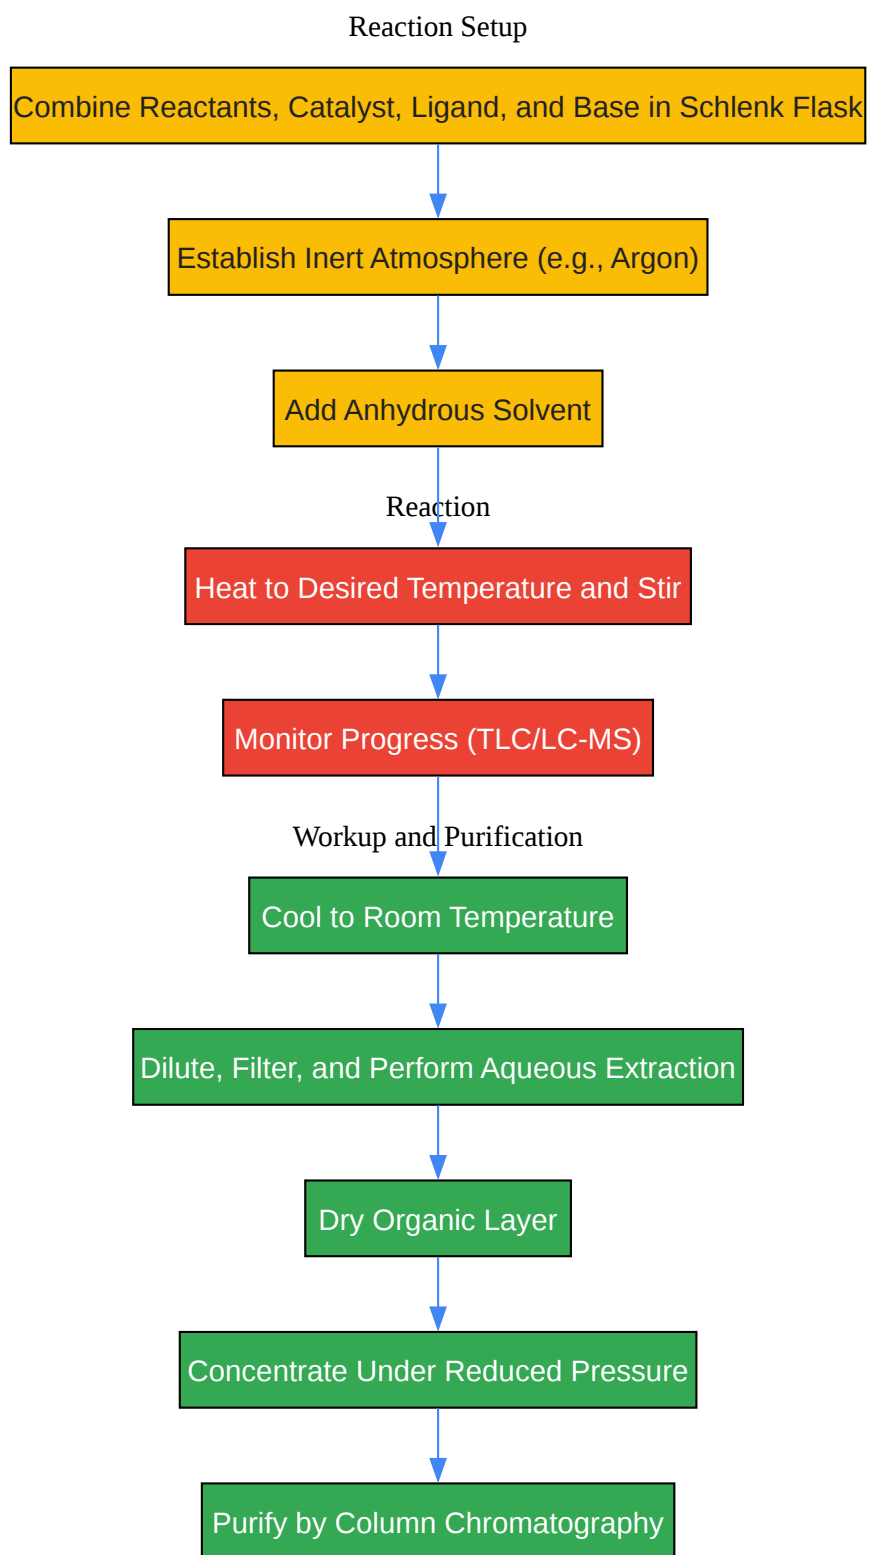 Reaction Setup
Combine Reactants, Catalyst, Ligand, and Base in Schlenk Flask
Establish Inert Atmosphere (e.g., Argon)
Add Anhydrous Solvent
Reaction
Heat to Desired Temperature and Stir
Monitor Progress (TLC/LC-MS)
Workup and Purification
Cool to Room Temperature
Dilute, Filter, and Perform Aqueous Extraction
Dry Organic Layer
Concentrate Under Reduced Pressure
Purify by Column Chromatography